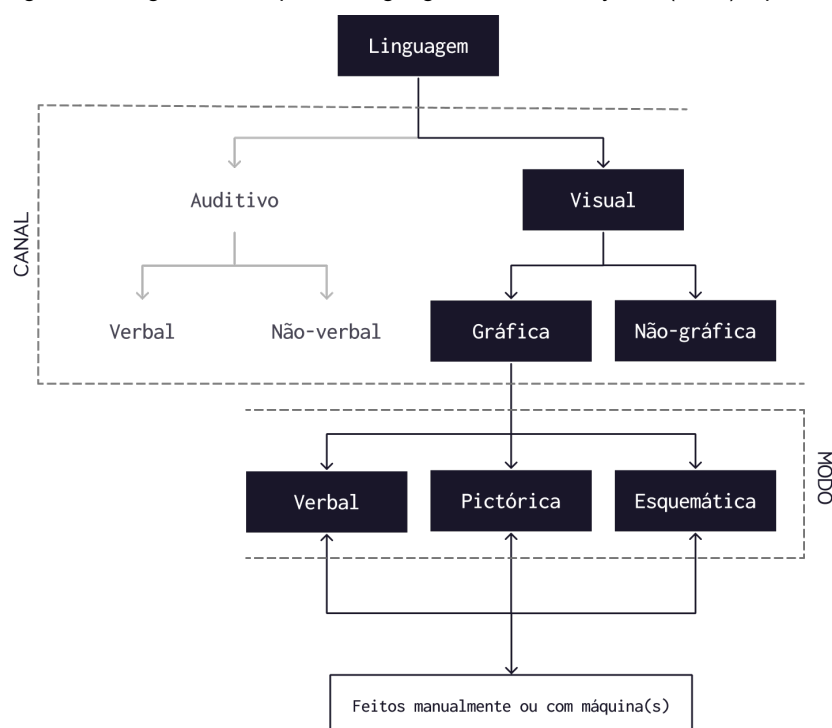 Linguagem
Auditivo
Visual
CANAL
Verbal
Não-verbal
Gráfica
Não-gráfica
MODO
Verbal
Pictórica
Esquemática
Feitos manualmente ou com máquina(s)